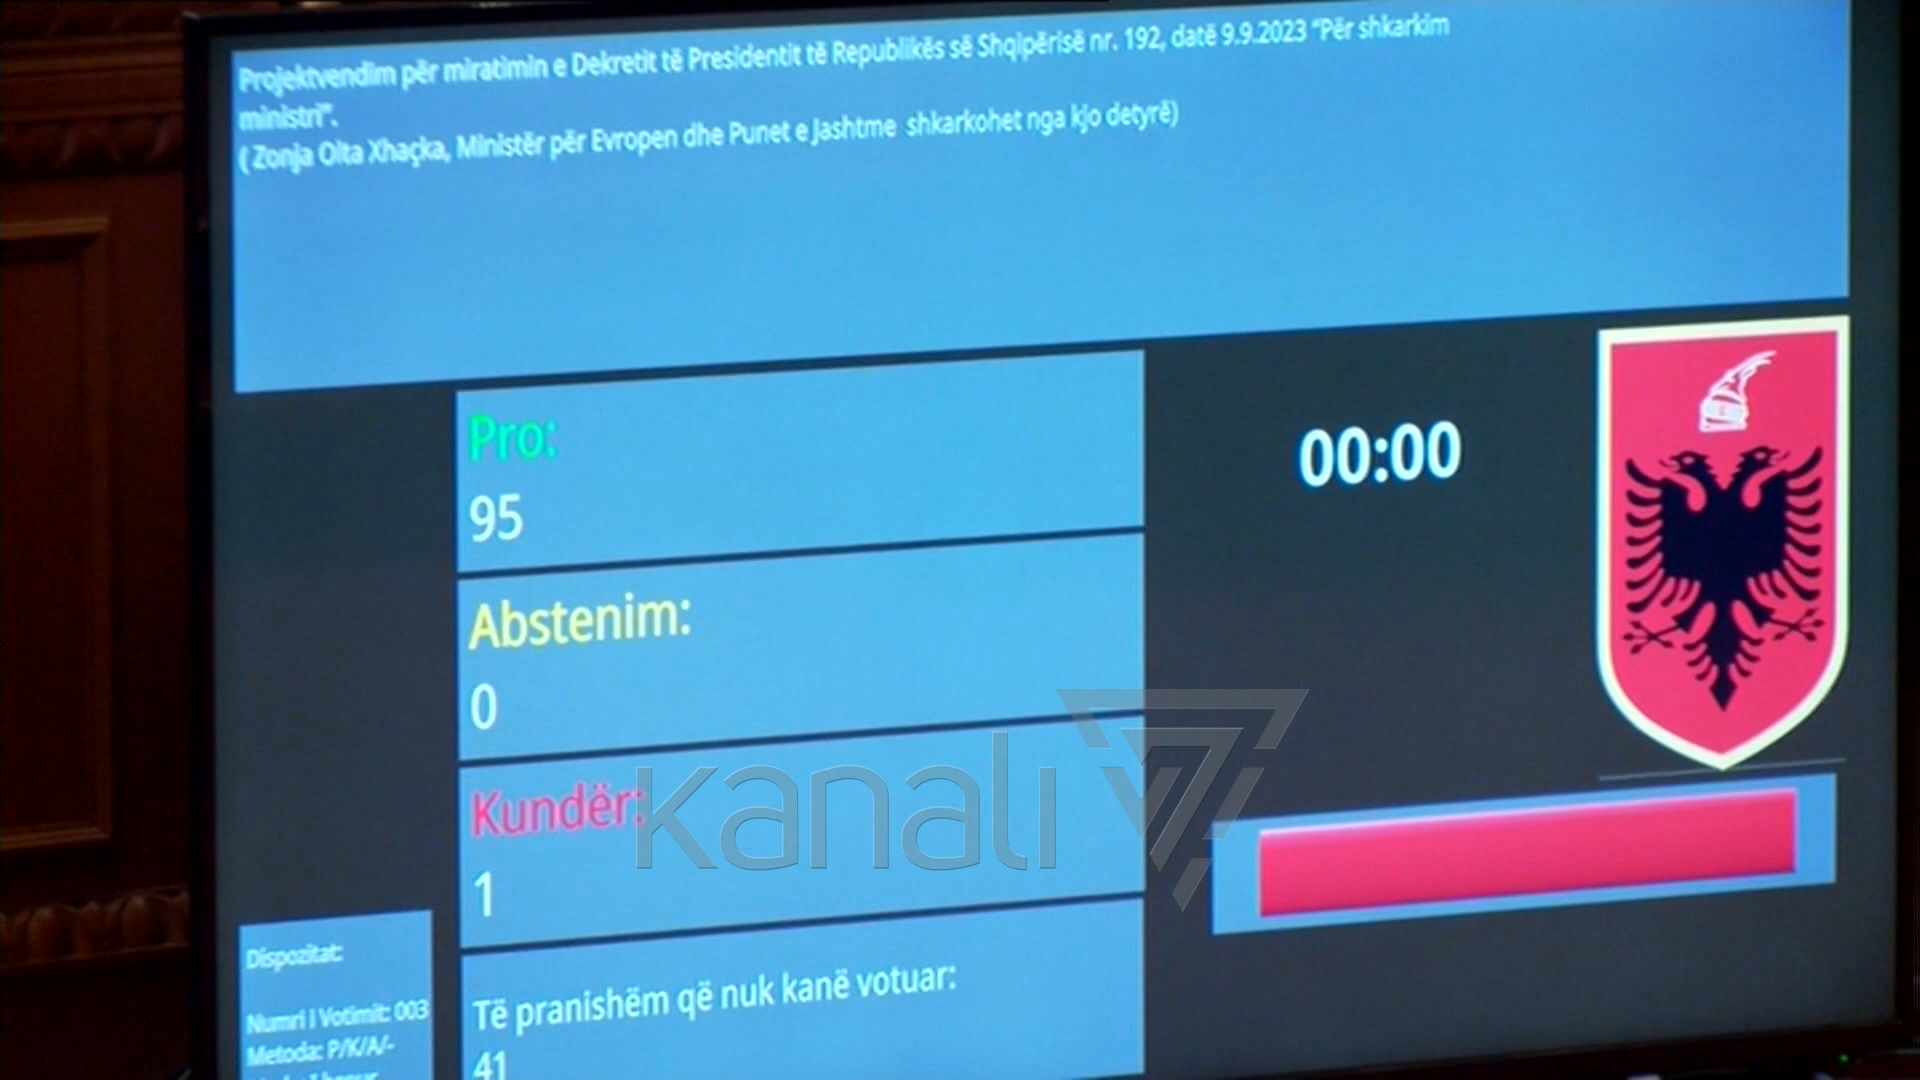 Projektvendim për miratimin e Dekretit të Presidentit të Republikës së Shqipërisë nr. 192, datë 9.9.2023 “Për shkarkim
ministri”.
( Zonja Olta Xhaçka, Ministër për Evropen dhe Punet e Jashtme shkarkohet nga kjo detyrë)
Pro:
95
00:00
Abstenim:
0
Kundër:
1
kanali 7
Të pranishëm që nuk kanë votuar:
41
Dispozitat:
Numri i Votimit: 003
Metoda: P/K/A/-